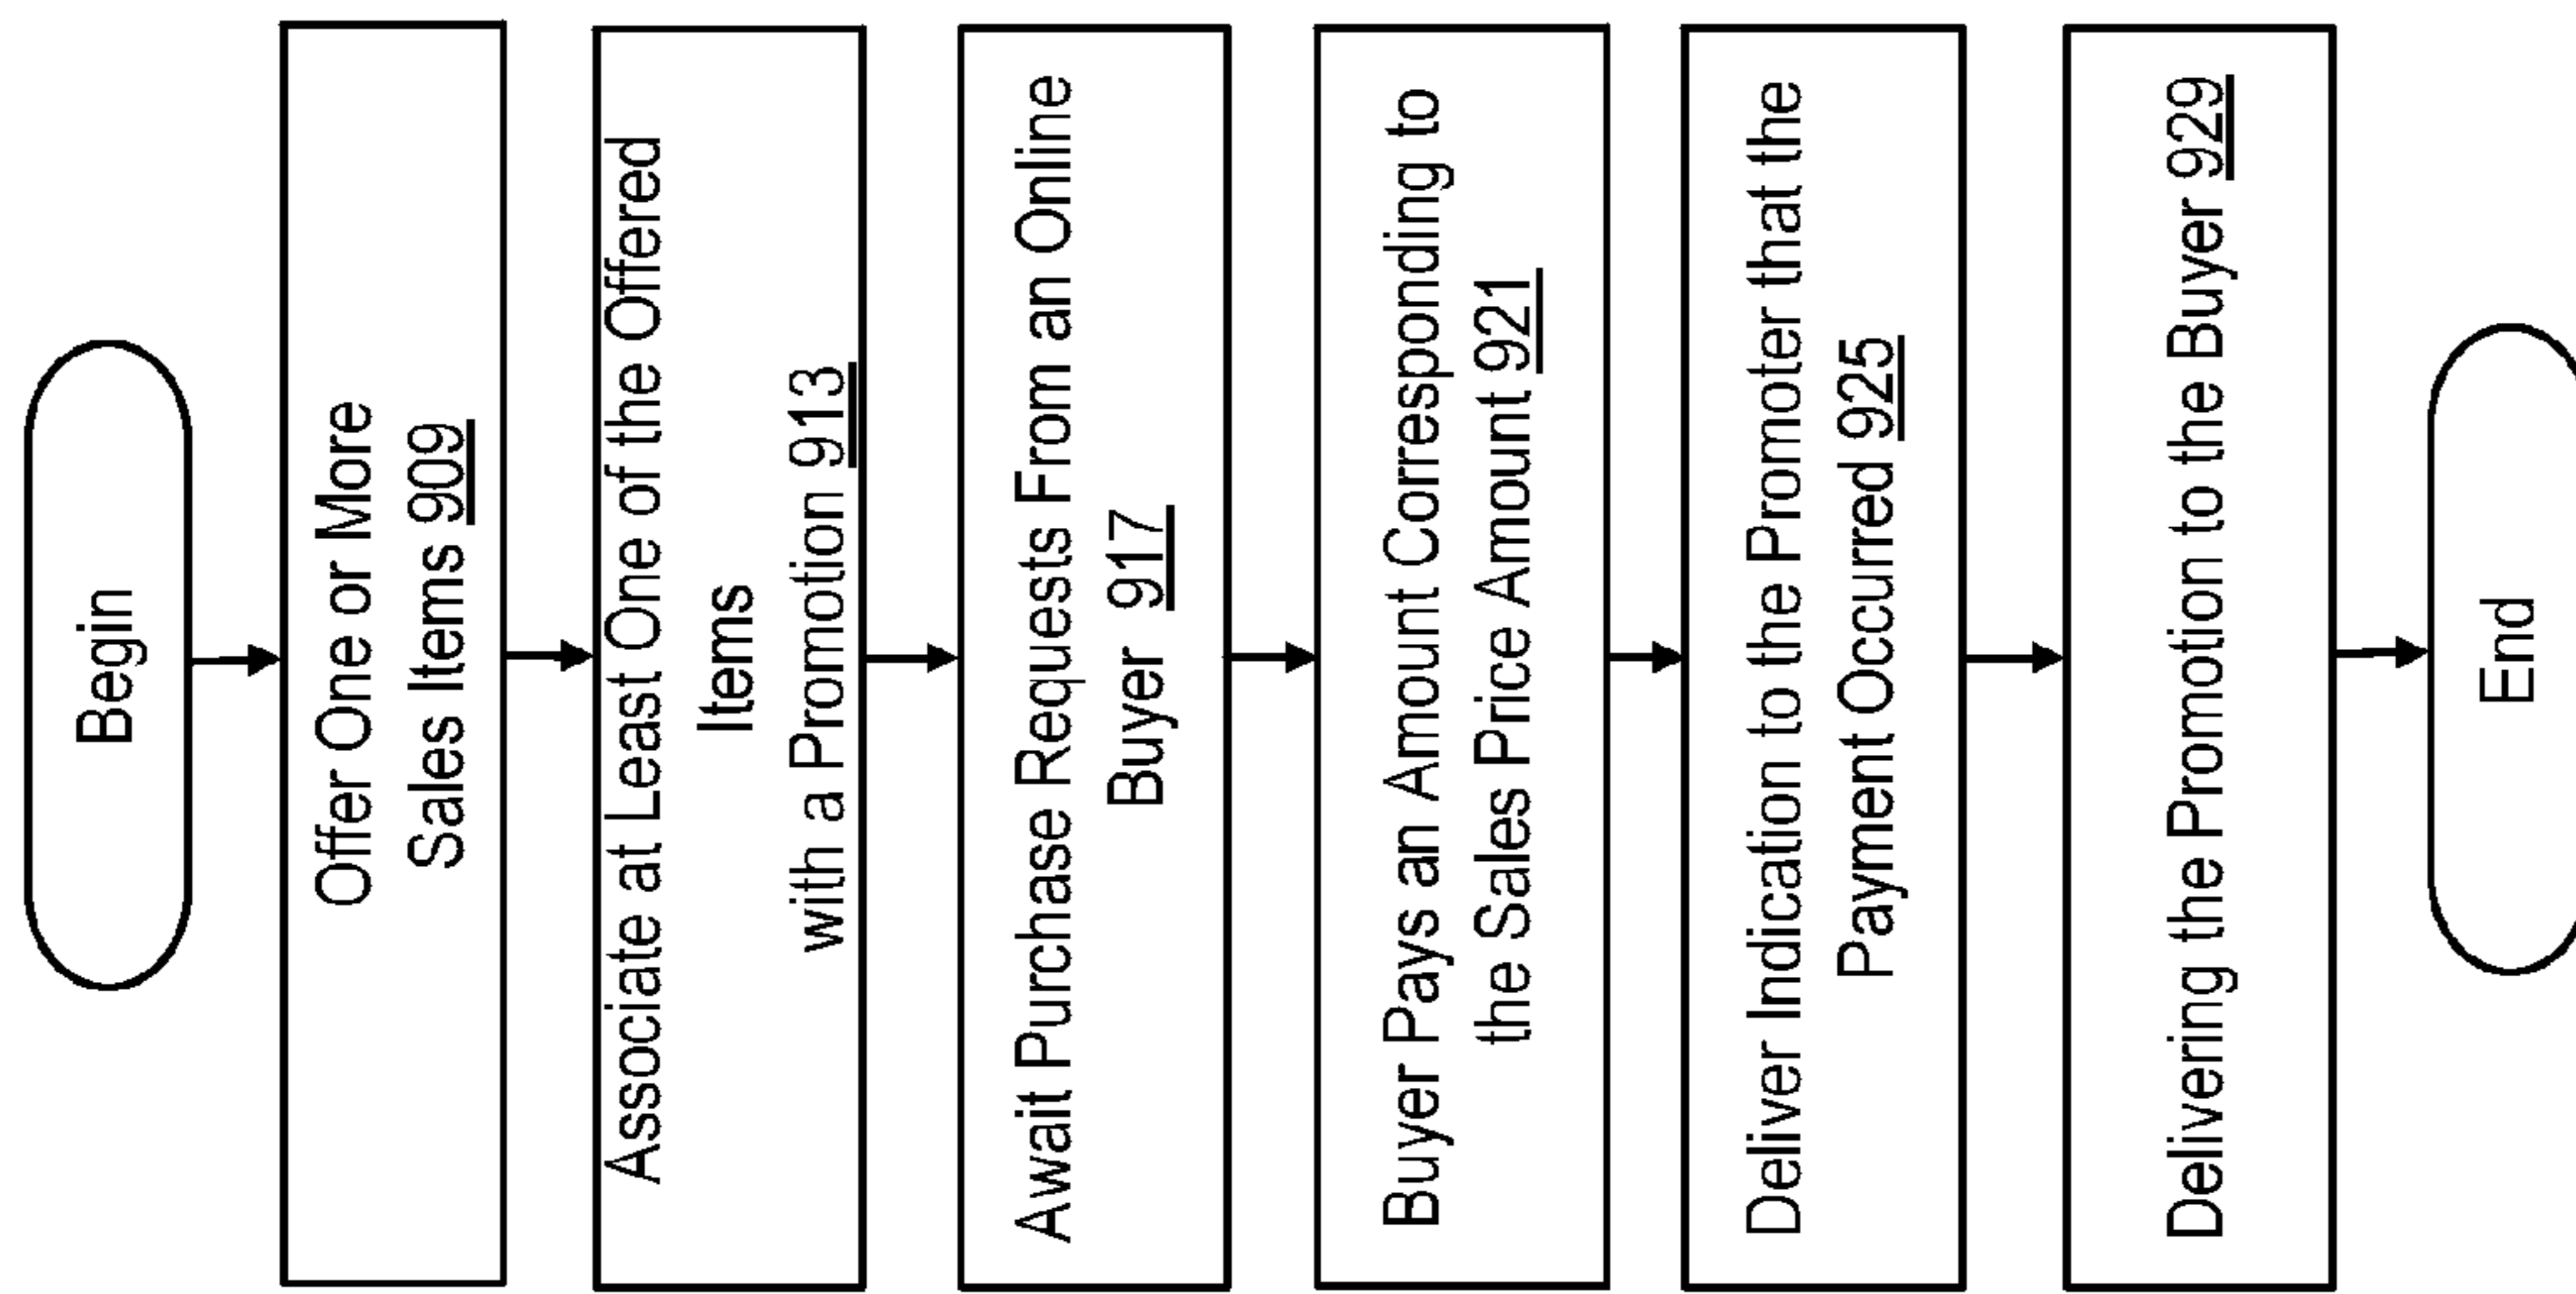 Begin
Offer One or More
Sales Items 909
Associate at Least One of the Offered
Items
with a Promotion 913
Await Purchase Requests From an Online
Buyer 917
Buyer Pays an Amount Corresponding to
the Sales Price Amount 921
Deliver Indication to the Promoter that the
Payment Occurred 925
Delivering the Promotion to the Buyer 929
End